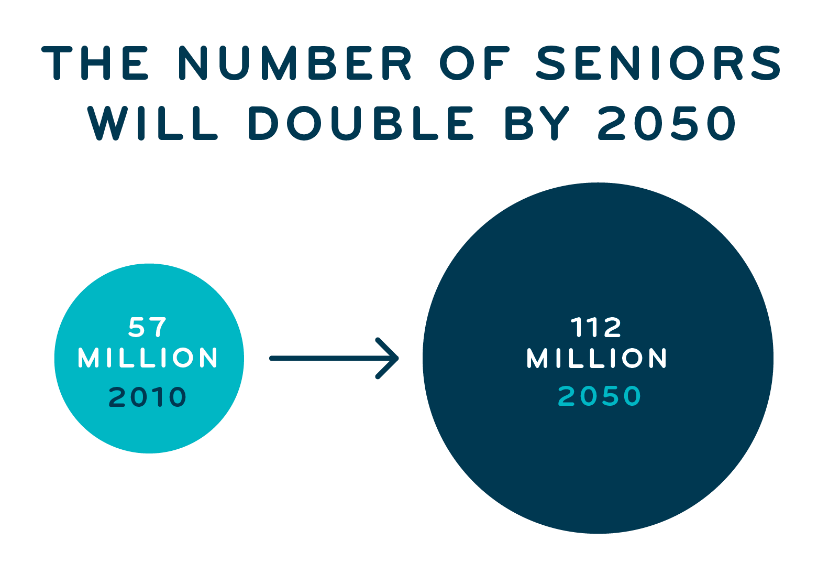 THE NUMBER OF SENIORS
WILL DOUBLE BY 2050
57
MILLION
2010
112
MILLION
2050